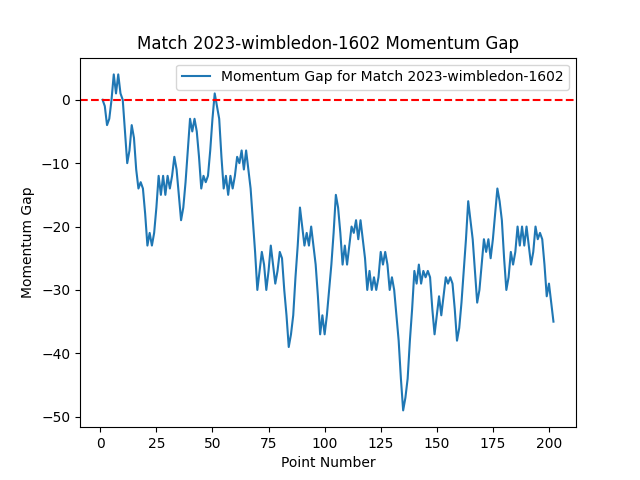 Match 2023-wimbledon-1602 Momentum Gap
Momentum Gap for Match 2023-wimbledon-1602
0
−10
−20
−30
−40
−50
Momentum Gap
0 25 50 75 100 125 150 175 200
Point Number